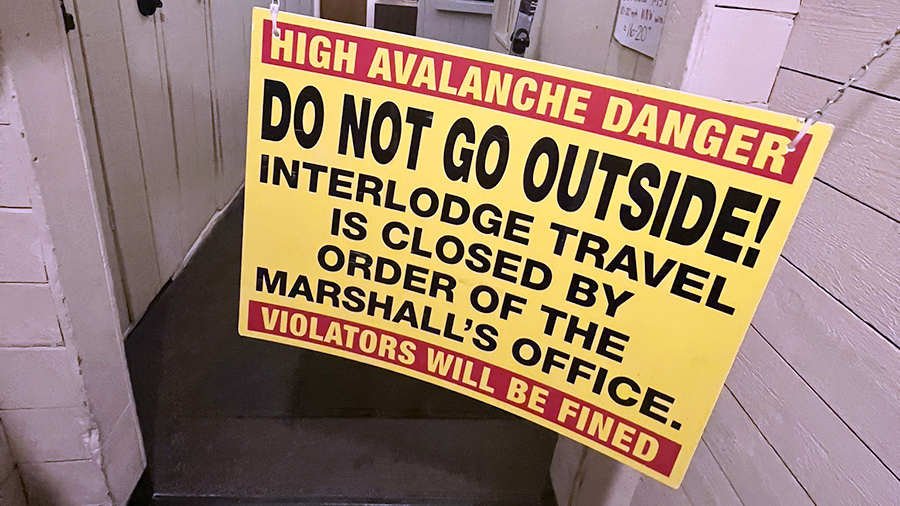 HIGH AVALANCHE DANGER
DO NOT GO OUTSIDE!
INTERLODGE TRAVEL
IS CLOSED BY
ORDER OF THE
MARSHALL'S OFFICE.
VIOLATORS WILL BE FINED